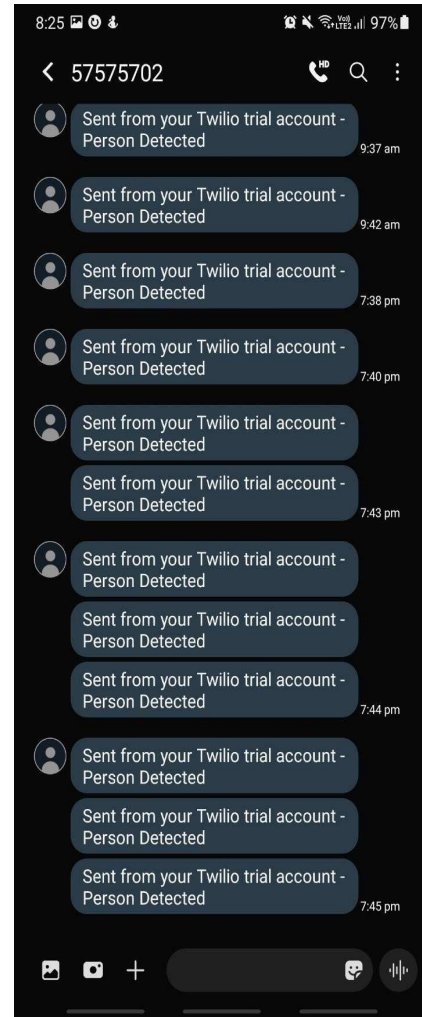 8:25 Vo)) LTE2 97%
57575702 HD
Sent from your Twilio trial account -
Person Detected
9:37 am
Sent from your Twilio trial account -
Person Detected
9:42 am
Sent from your Twilio trial account -
Person Detected
7:38 pm
Sent from your Twilio trial account -
Person Detected
7:40 pm
Sent from your Twilio trial account -
Person Detected
Sent from your Twilio trial account -
Person Detected
7:43 pm
Sent from your Twilio trial account -
Person Detected
Sent from your Twilio trial account -
Person Detected
Sent from your Twilio trial account -
Person Detected
7:44 pm
Sent from your Twilio trial account -
Person Detected
Sent from your Twilio trial account -
Person Detected
Sent from your Twilio trial account -
Person Detected
7:45 pm